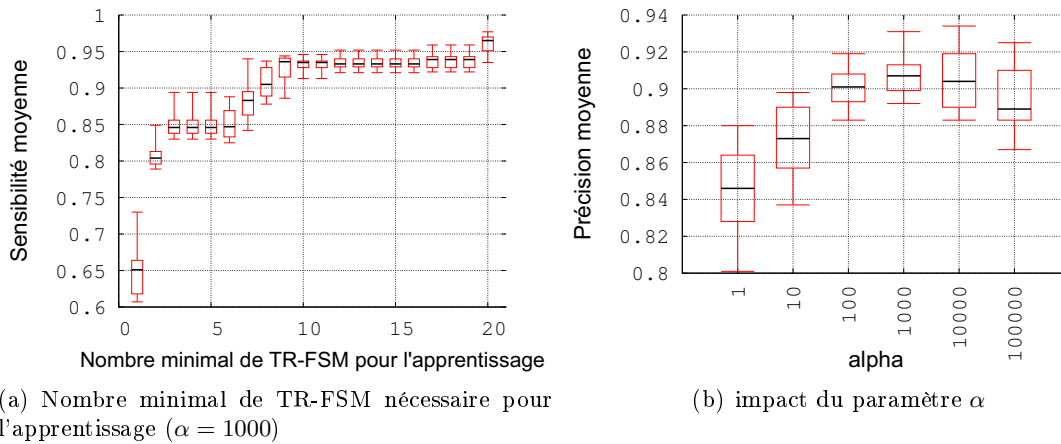 1
0.95
0.9
0.85
0.8
0.75
0.7
0.65
0.6
Sensibilité moyenne
0 5 10 15 20
Nombre minimal de TR-FSM pour l'apprentissage
(a) Nombre minimal de TR-FSM nécessaire pour
l'apprentissage (α = 1000)
0.94
0.92
0.9
0.88
0.86
0.84
0.82
0.8
Précision moyenne
1 10 100 1000 10000 100000
alpha
(b) impact du paramètre α